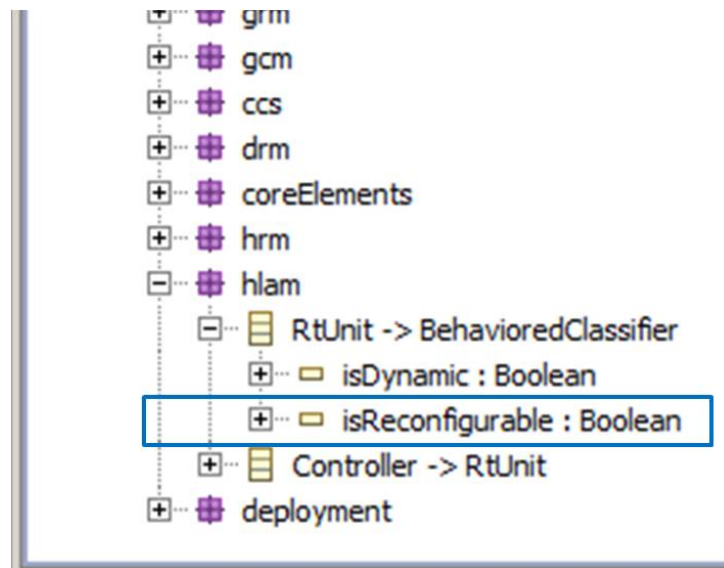 grm
gcm
ccs
drm
coreElements
hrm
hlam
RtUnit -> BehavioredClassifier
isDynamic : Boolean
isReconfigurable : Boolean
Controller -> RtUnit
deployment